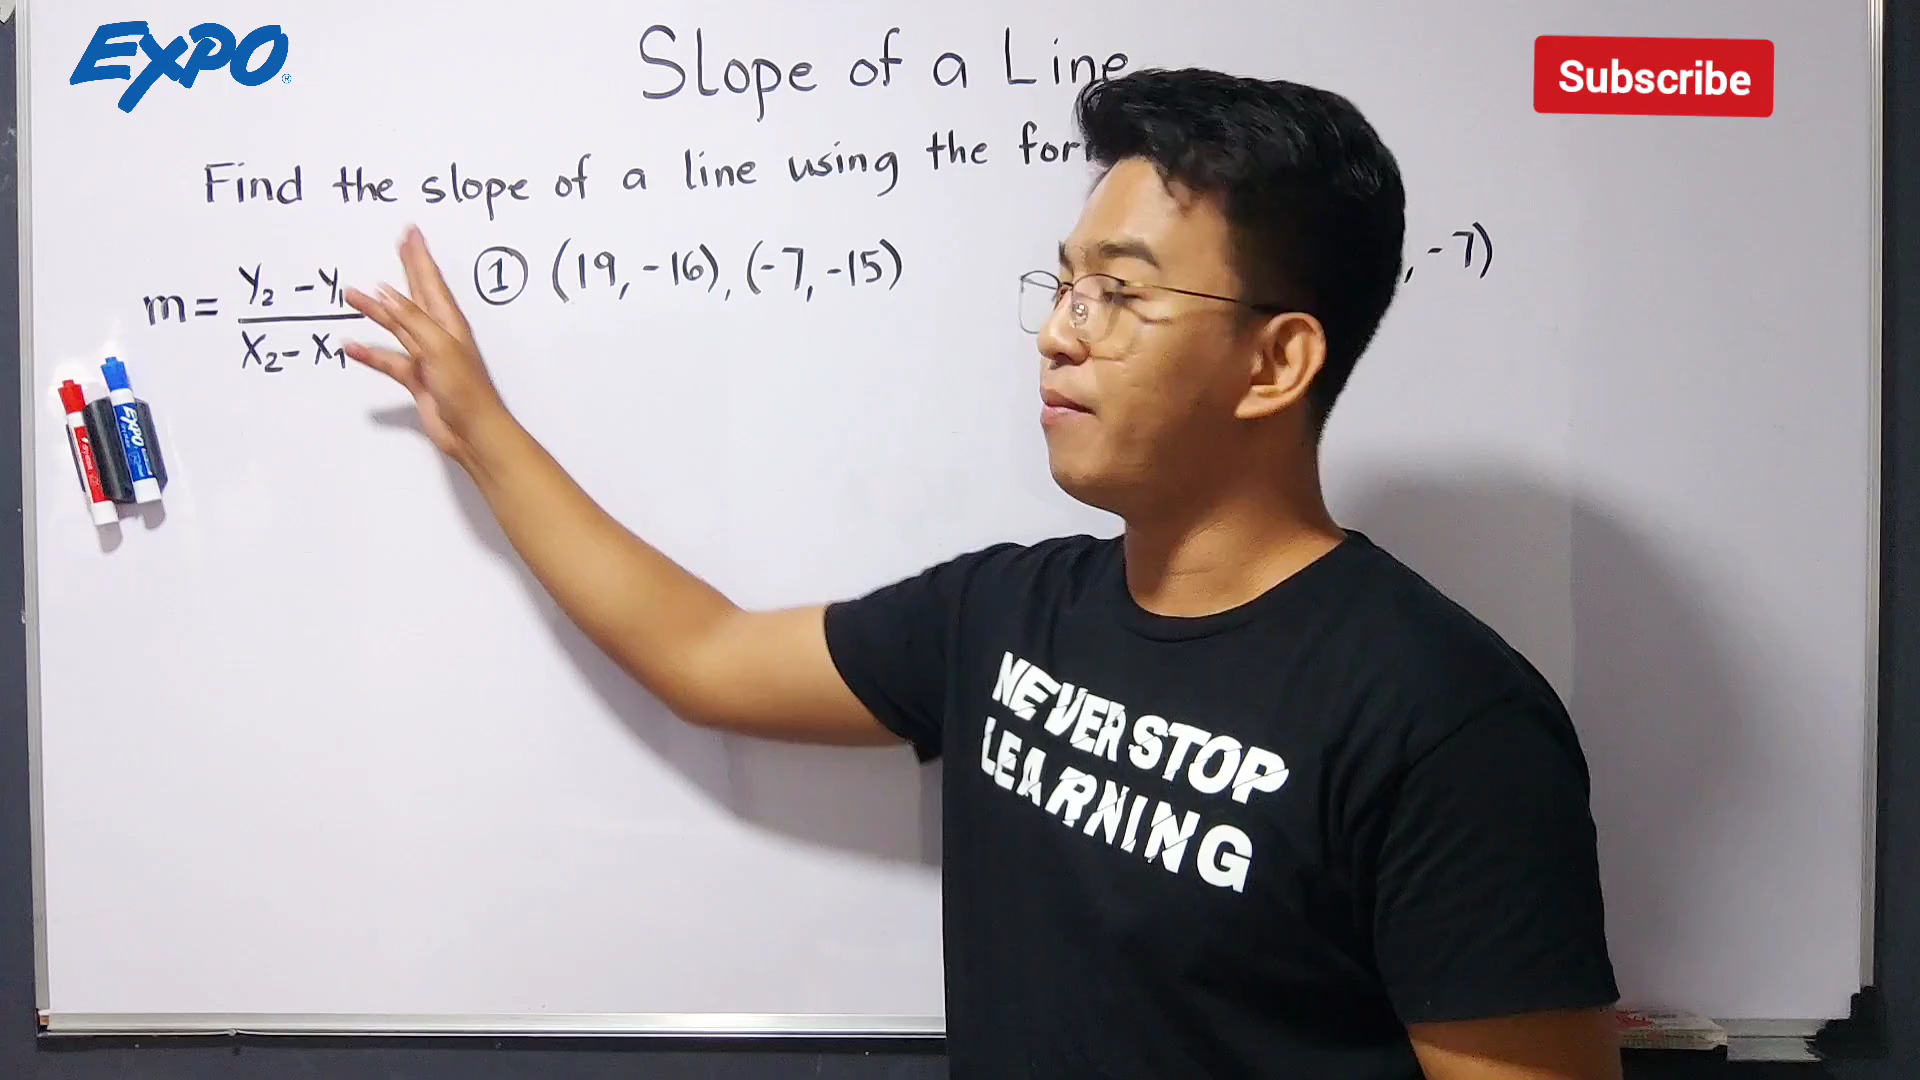 EXPO
Slope of a Line
Subscribe
Find the slope of a line using the
m = Y₂ - Y₁ / X₂ - X₁
① (19, -16), (-7, -15)
, -7)
EXPO
NEVER STOP
LEARNING